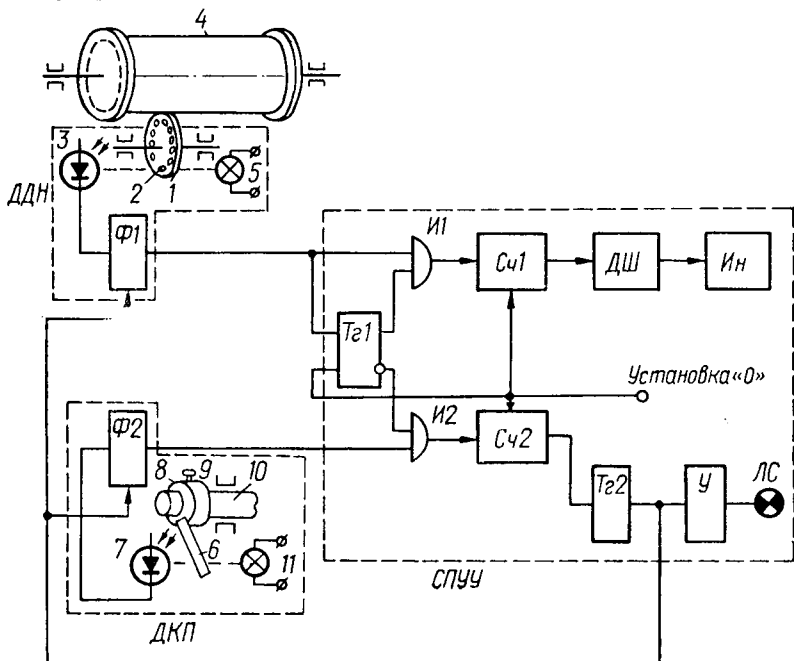 4
3
2
1
5
ДДН
Ф1
И1
Сч1
ДШ
Ин
Тг1
Установка«0»
И2
Сч2
Ф2
8
9
10
7
6
11
Тг2
У
ЛС
СПУУ
ДКП